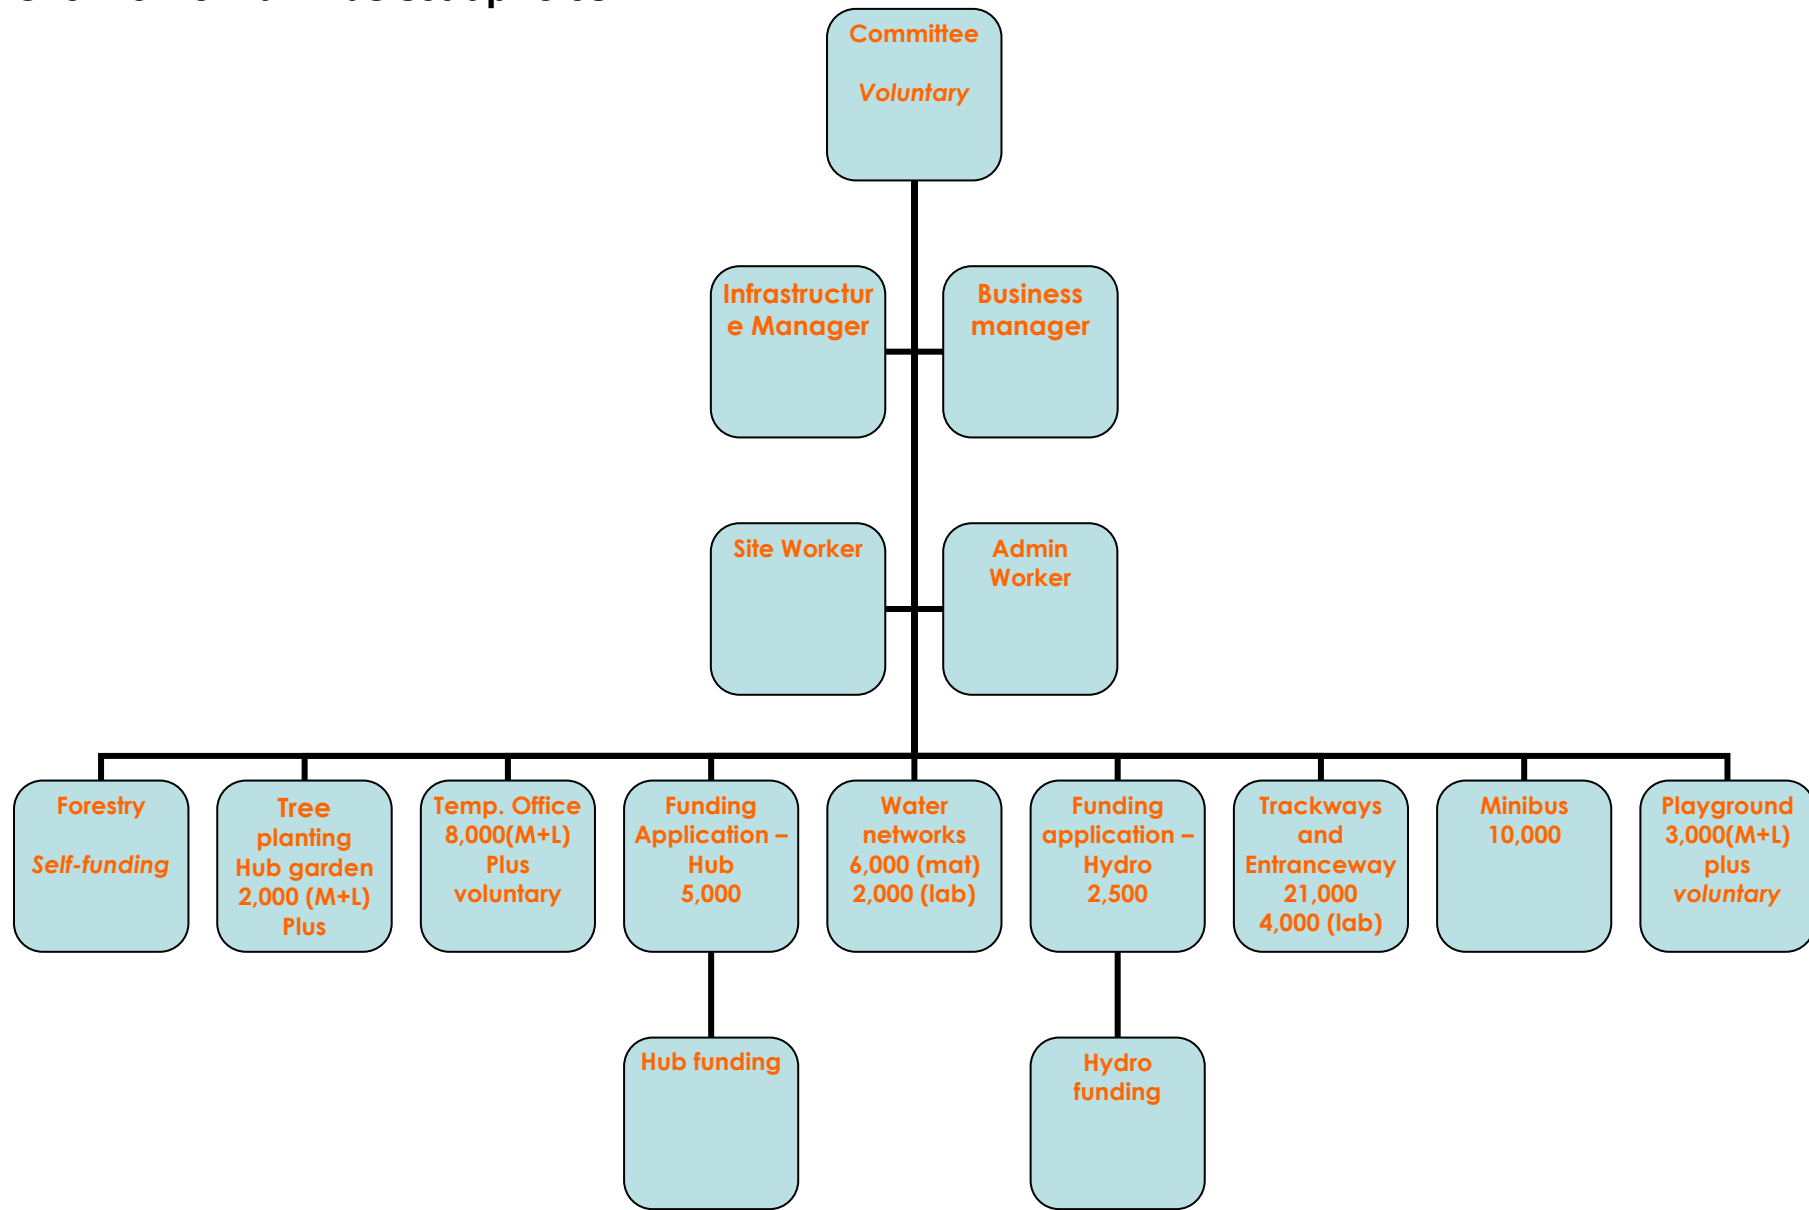 Committee
Voluntary
Infrastructur
e Manager
Business
manager
Site Worker
Admin
Worker
Forestry
Self-funding
Tree
planting
Hub garden
2,000 (M+L)
Plus
Temp. Office
8,000(M+L)
Plus
voluntary
Funding
Application –
Hub
5,000
Water
networks
6,000 (mat)
2,000 (lab)
Funding
application –
Hydro
2,500
Trackways
and
Entranceway
21,000
4,000 (lab)
Minibus
10,000
Playground
3,000(M+L)
plus
voluntary
Hub funding
Hydro
funding